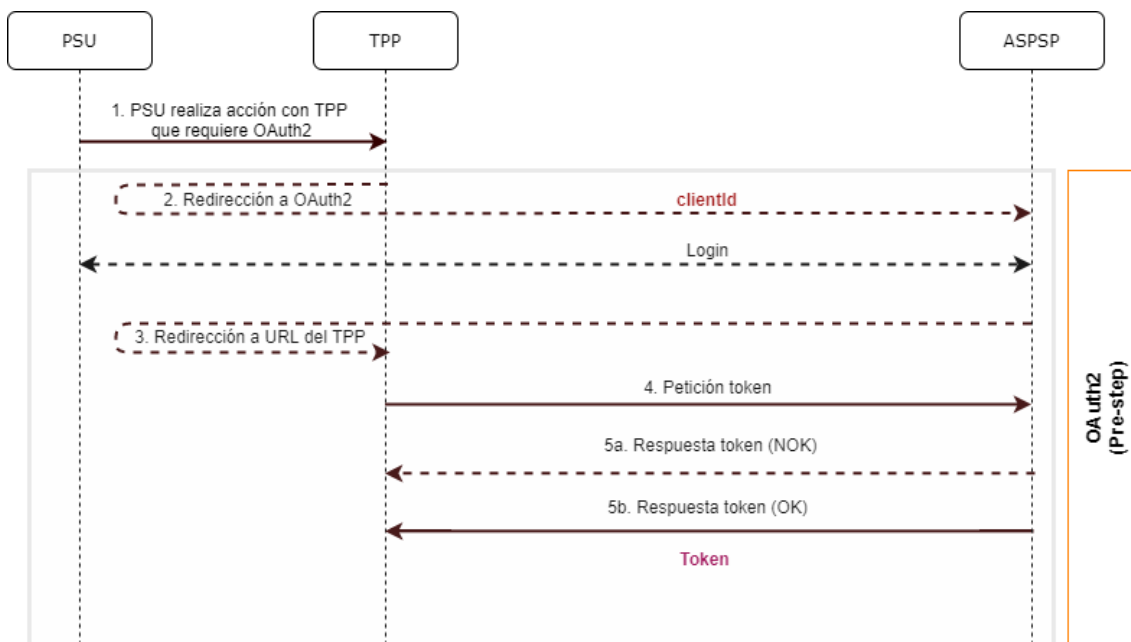 PSU
TPP
ASPSP
1. PSU realiza acción con TPP
que requiere OAuth2
2. Redirección a OAuth2
clientId
Login
3. Redirección a URL del TPP
4. Petición token
5a. Respuesta token (NOK)
5b. Respuesta token (OK)
Token
OAuth2
(Pre-step)